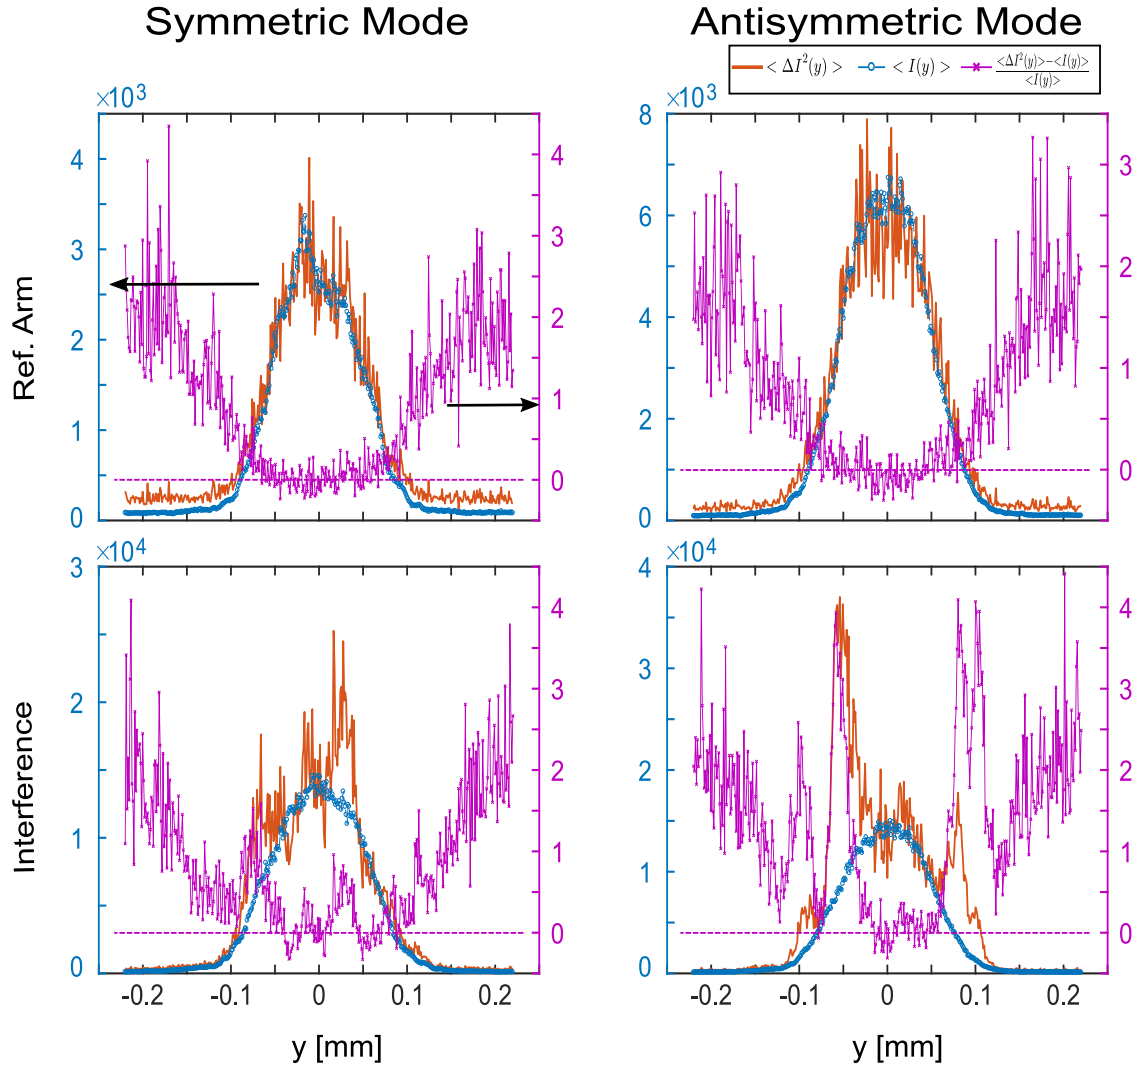 Symmetric Mode Antisymmetric Mode
< ΔI²(y) > < I(y) > <ΔI²(y)>−<I(y)> / <I(y)>
×10³ ×10³
4 3 2 1 0
4 3 2 1 0
8 6 4 2 0
3 2 1 0
Ref. Arm
×10⁴ ×10⁴
3 2 1 0
4 3 2 1 0
4 3 2 1 0
4 3 2 1 0
Interference
-0.2 -0.1 0 0.1 0.2 -0.2 -0.1 0 0.1 0.2
y [mm] y [mm]